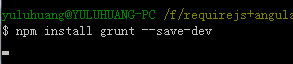 yuluhuang@YULUHUANG-PC /f/requirejs+angula
$ npm install grunt --save-dev